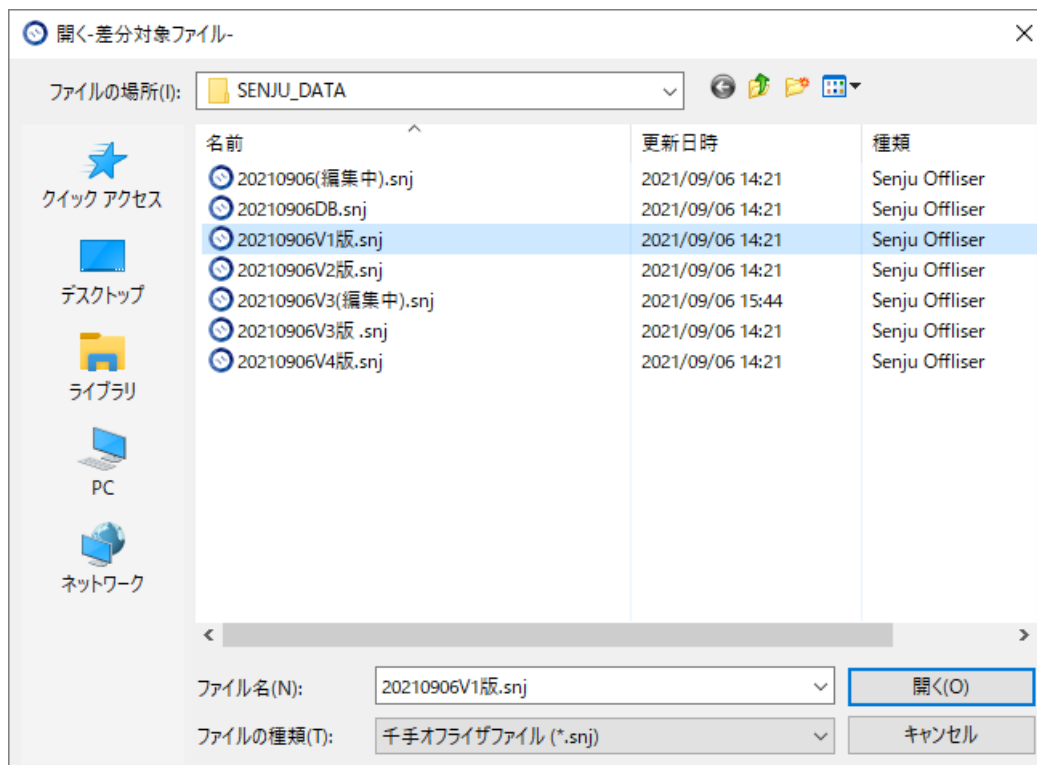 開く-差分対象ファイル-
ファイルの場所(I):
SENJU_DATA
クイック アクセス
デスクトップ
ライブラリ
PC
ネットワーク
名前 更新日時 種類
20210906(編集中).snj 2021/09/06 14:21 Senju Offliser
20210906DB.snj 2021/09/06 14:21 Senju Offliser
20210906V1版.snj 2021/09/06 14:21 Senju Offliser
20210906V2版.snj 2021/09/06 14:21 Senju Offliser
20210906V3(編集中).snj 2021/09/06 15:44 Senju Offliser
20210906V3版 .snj 2021/09/06 14:21 Senju Offliser
20210906V4版.snj 2021/09/06 14:21 Senju Offliser
ファイル名(N): 20210906V1版.snj 開く(O)
ファイルの種類(T): 千手オフライザファイル (*.snj) キャンセル